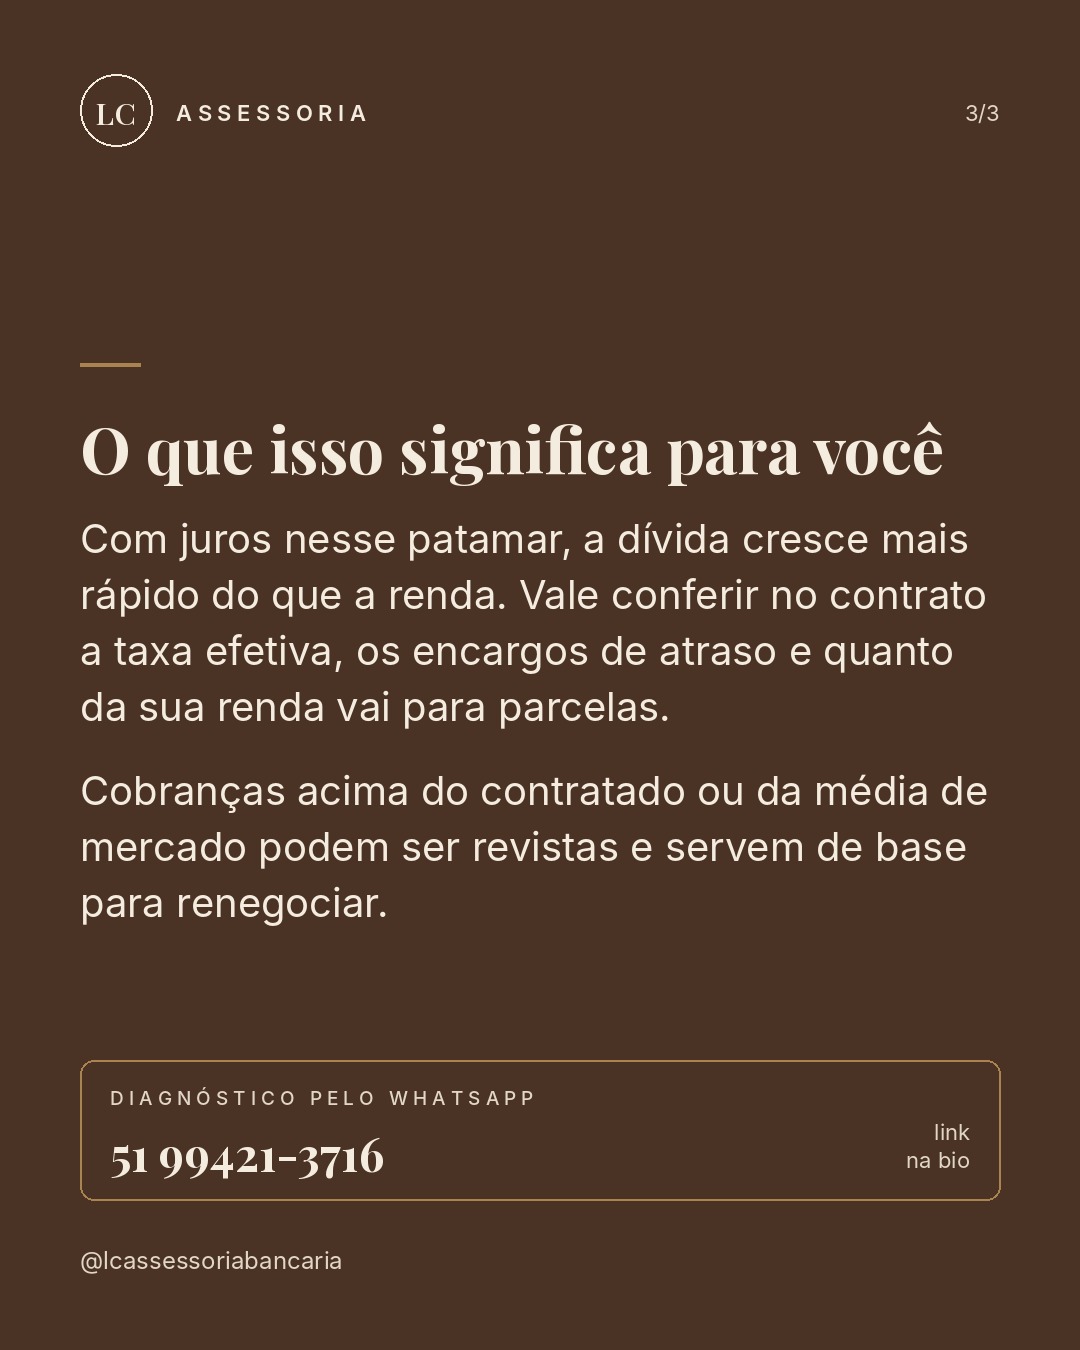 LC ASSESSORIA
3/3
O que isso significa para você
Com juros nesse patamar, a dívida cresce mais
rápido do que a renda. Vale conferir no contrato
a taxa efetiva, os encargos de atraso e quanto
da sua renda vai para parcelas.
Cobranças acima do contratado ou da média de
mercado podem ser revistas e servem de base
para renegociar.
DIAGNÓSTICO PELO WHATSAPP
51 99421-3716
link
na bio
@lcassessoriabancaria